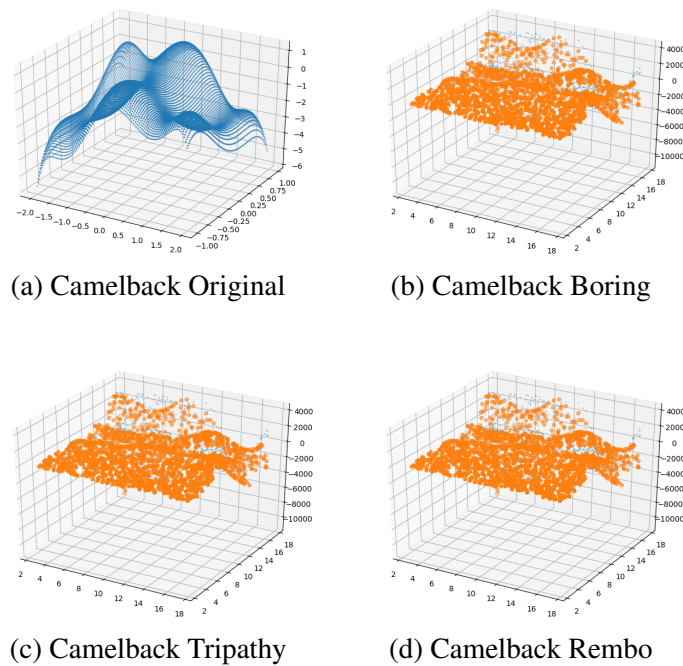 1
0
−1
−2
−3
−4
−5
−6
−2.0 −1.5 −1.0 −0.5 0.0 0.5 1.0 1.5 2.0
−1.00 −0.75 −0.50 −0.25 0.00 0.25 0.50 0.75 1.00
(a) Camelback Original
4000
2000
0
−2000
−4000
−6000
−8000
−10000
2 4 6 8 10 12 14 16 18
2 4 6 8 10 12 14 16 18
(b) Camelback Boring
4000
2000
0
−2000
−4000
−6000
−8000
−10000
2 4 6 8 10 12 14 16 18
2 4 6 8 10 12 14 16 18
(c) Camelback Tripathy
4000
2000
0
−2000
−4000
−6000
−8000
−10000
2 4 6 8 10 12 14 16 18
2 4 6 8 10 12 14 16 18
(d) Camelback Rembo